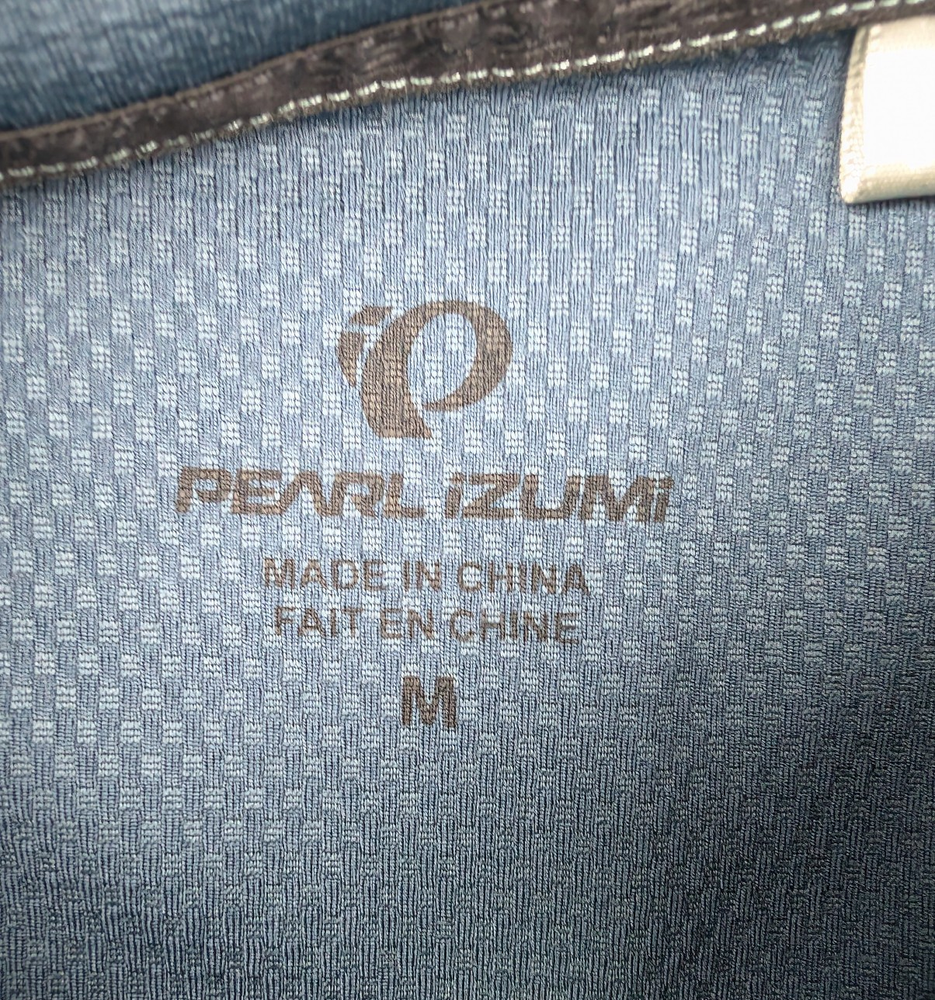 PEARL iZUMi
MADE IN CHINA
FAIT EN CHINE
M